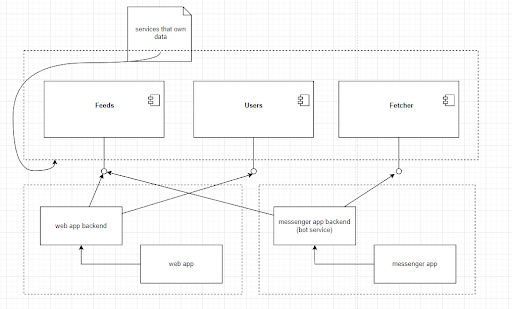 services that own
data
Feeds
Users
Fetcher
web app backend
messenger app backend
(bot service)
web app
messenger app